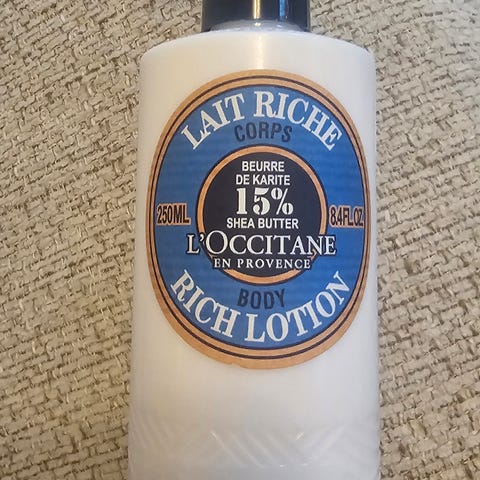 LAIT RICHE
CORPS
BEURRE
DE KARITE
15%
SHEA BUTTER
250ML
8.4FL.OZ
L'OCCITANE
EN PROVENCE
BODY
RICH LOTION